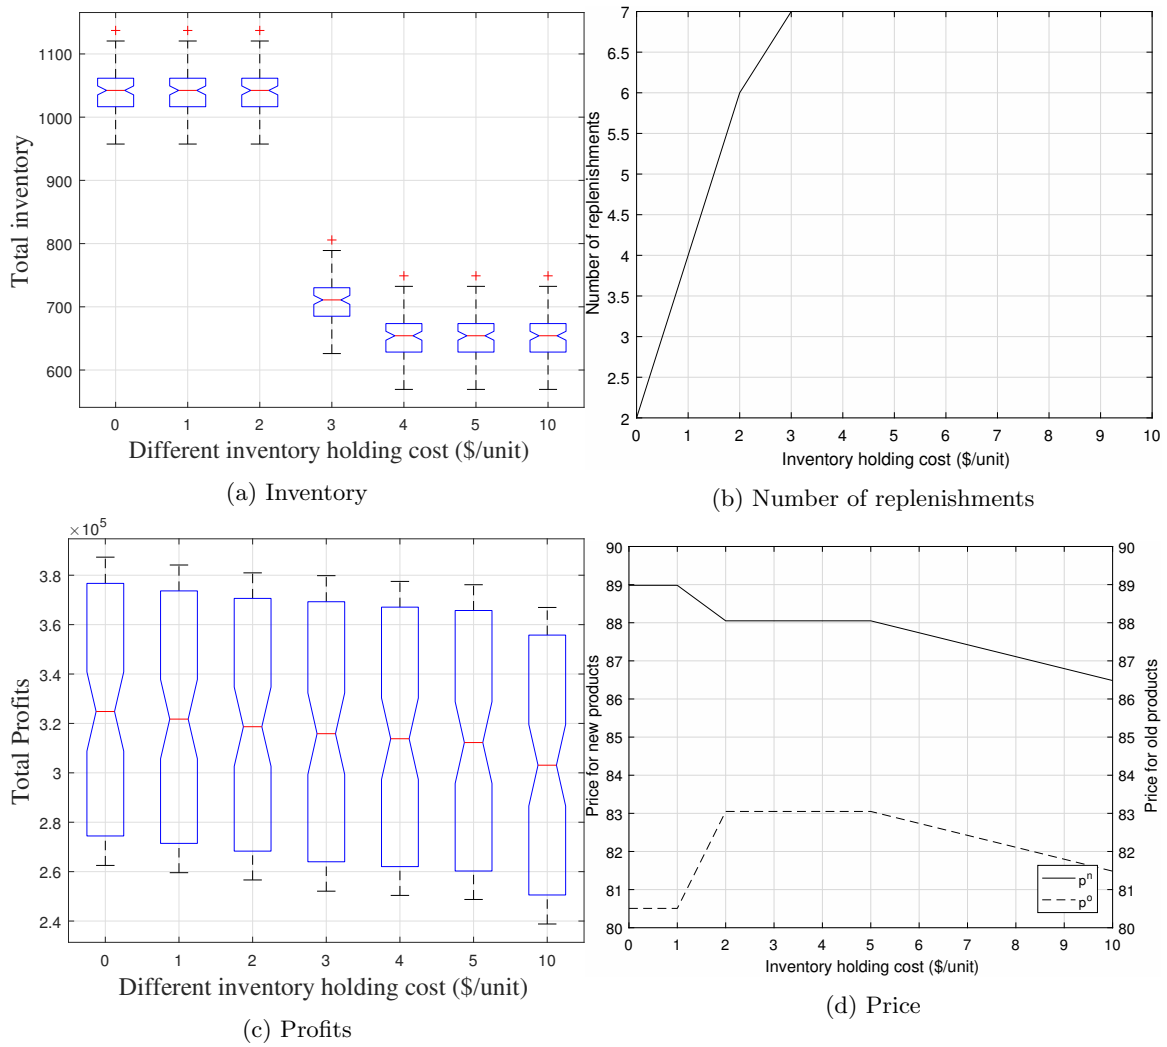 Total inventory
1100
1000
900
800
700
600
0 1 2 3 4 5 10
Different inventory holding cost ($/unit)
(a) Inventory
Number of replenishments
7
6.5
6
5.5
5
4.5
4
3.5
3
2.5
2
0 1 2 3 4 5 6 7 8 9 10
Inventory holding cost ($/unit)
(b) Number of replenishments
×10⁵
Total Profits
3.8
3.6
3.4
3.2
3
2.8
2.6
2.4
0 1 2 3 4 5 10
Different inventory holding cost ($/unit)
(c) Profits
Price for new products
90
89
88
87
86
85
84
83
82
81
80
pⁿ
pᵒ
90
89
88
87
86
85
84
83
82
81
80
Price for old products
0 1 2 3 4 5 6 7 8 9 10
Inventory holding cost ($/unit)
(d) Price